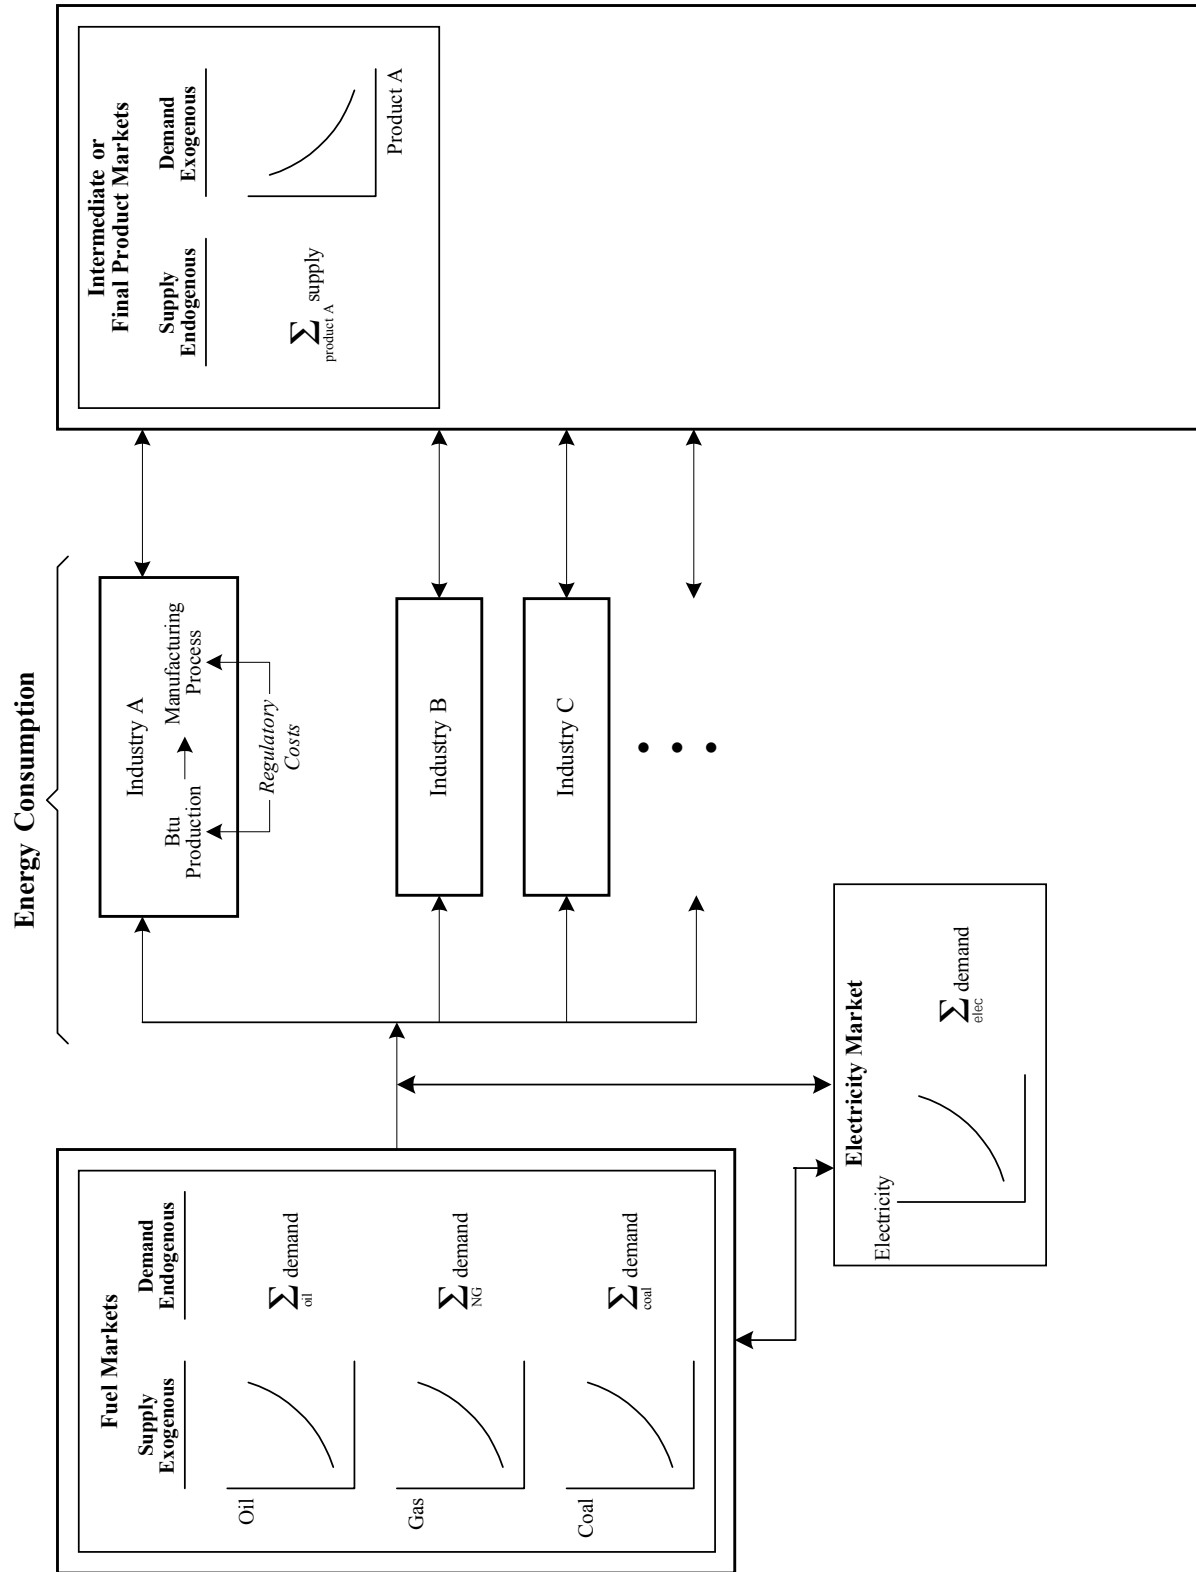 Energy Consumption
Fuel Markets
Supply
Exogenous
Demand
Endogenous
Oil
∑ demand
oil
Gas
∑ demand
NG
Coal
∑ demand
coal
Electricity Market
Electricity
∑ demand
elec
Industry A
Btu
Production
Manufacturing
Process
Regulatory
Costs
Industry B
Industry C
Intermediate or
Final Product Markets
Supply
Endogenous
Demand
Exogenous
∑ supply
product A
Product A